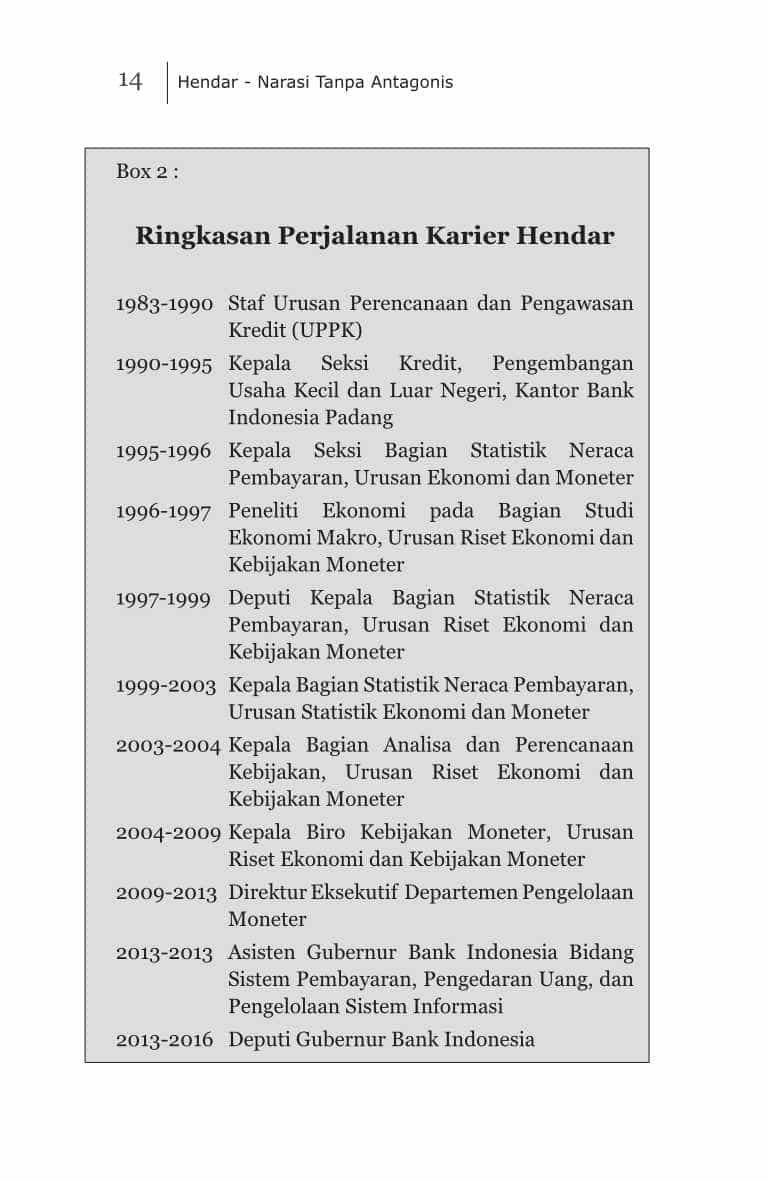 14
Hendar - Narasi Tanpa Antagonis
Box 2 :
Ringkasan Perjalanan Karier Hendar
1983-1990 Staf Urusan Perencanaan dan Pengawasan
Kredit (UPPK)
1990-1995 Kepala Seksi Kredit, Pengembangan
Usaha Kecil dan Luar Negeri, Kantor Bank
Indonesia Padang
1995-1996 Kepala Seksi Bagian Statistik Neraca
Pembayaran, Urusan Ekonomi dan Moneter
1996-1997 Peneliti Ekonomi pada Bagian Studi
Ekonomi Makro, Urusan Riset Ekonomi dan
Kebijakan Moneter
1997-1999 Deputi Kepala Bagian Statistik Neraca
Pembayaran, Urusan Riset Ekonomi dan
Kebijakan Moneter
1999-2003 Kepala Bagian Statistik Neraca Pembayaran,
Urusan Statistik Ekonomi dan Moneter
2003-2004 Kepala Bagian Analisa dan Perencanaan
Kebijakan, Urusan Riset Ekonomi dan
Kebijakan Moneter
2004-2009 Kepala Biro Kebijakan Moneter, Urusan
Riset Ekonomi dan Kebijakan Moneter
2009-2013 Direktur Eksekutif Departemen Pengelolaan
Moneter
2013-2013 Asisten Gubernur Bank Indonesia Bidang
Sistem Pembayaran, Pengedaran Uang, dan
Pengelolaan Sistem Informasi
2013-2016 Deputi Gubernur Bank Indonesia